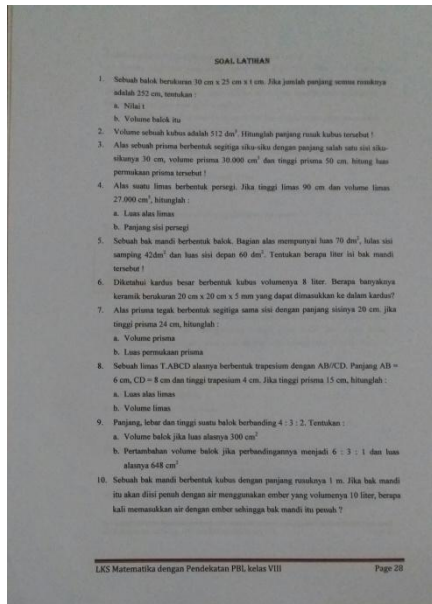 SOAL LATIHAN
1. Sebuah balok berukuran 30 cm x 25 cm x t cm. Jika jumlah panjang semua rusuknya
adalah 252 cm, tentukan :
a. Nilai t
b. Volume balok itu
2. Volume sebuah kubus adalah 512 dm³. Hitunglah panjang rusuk kubus tersebut !
3. Alas sebuah prisma berbentuk segitiga siku-siku dengan panjang salah satu sisi siku-
sikunya 30 cm, volume prisma 30.000 cm³ dan tinggi prisma 50 cm. hitung luas
permukaan prisma tersebut !
4. Alas suatu limas berbentuk persegi. Jika tinggi limas 90 cm dan volume limas
27.000 cm³, hitunglah :
a. Luas alas limas
b. Panjang sisi persegi
5. Sebuah bak mandi berbentuk balok. Bagian alas mempunyai luas 70 dm², lulas sisi
samping 42dm² dan luas sisi depan 60 dm². Tentukan berapa liter isi bak mandi
tersebut !
6. Diketahui kardus besar berbentuk kubus volumenya 8 liter. Berapa banyaknya
keramik berukuran 20 cm x 20 cm x 5 mm yang dapat dimasukkan ke dalam kardus?
7. Alas prisma tegak berbentuk segitiga sama sisi dengan panjang sisinya 20 cm. jika
tinggi prisma 24 cm, hitunglah :
a. Volume prisma
b. Luas permukaan prisma
8. Sebuah limas T.ABCD alasnya berbentuk trapesium dengan AB//CD. Panjang AB =
6 cm, CD = 8 cm dan tinggi trapesium 4 cm. Jika tinggi prisma 15 cm, hitunglah :
a. Luas alas limas
b. Volume limas
9. Panjang, lebar dan tinggi suatu balok berbanding 4 : 3 : 2. Tentukan :
a. Volume balok jika luas alasnya 300 cm²
b. Pertambahan volume balok jika perbandingannya menjadi 6 : 3 : 1 dan luas
alasnya 648 cm²
10. Sebuah bak mandi berbentuk kubus dengan panjang rusuknya 1 m. Jika bak mandi
itu akan diisi penuh dengan air menggunakan ember yang volumenya 10 liter, berapa
kali memasukkan air dengan ember sehingga bak mandi itu penuh ?
LKS Matematika dengan Pendekatan PBL kelas VIII Page 28